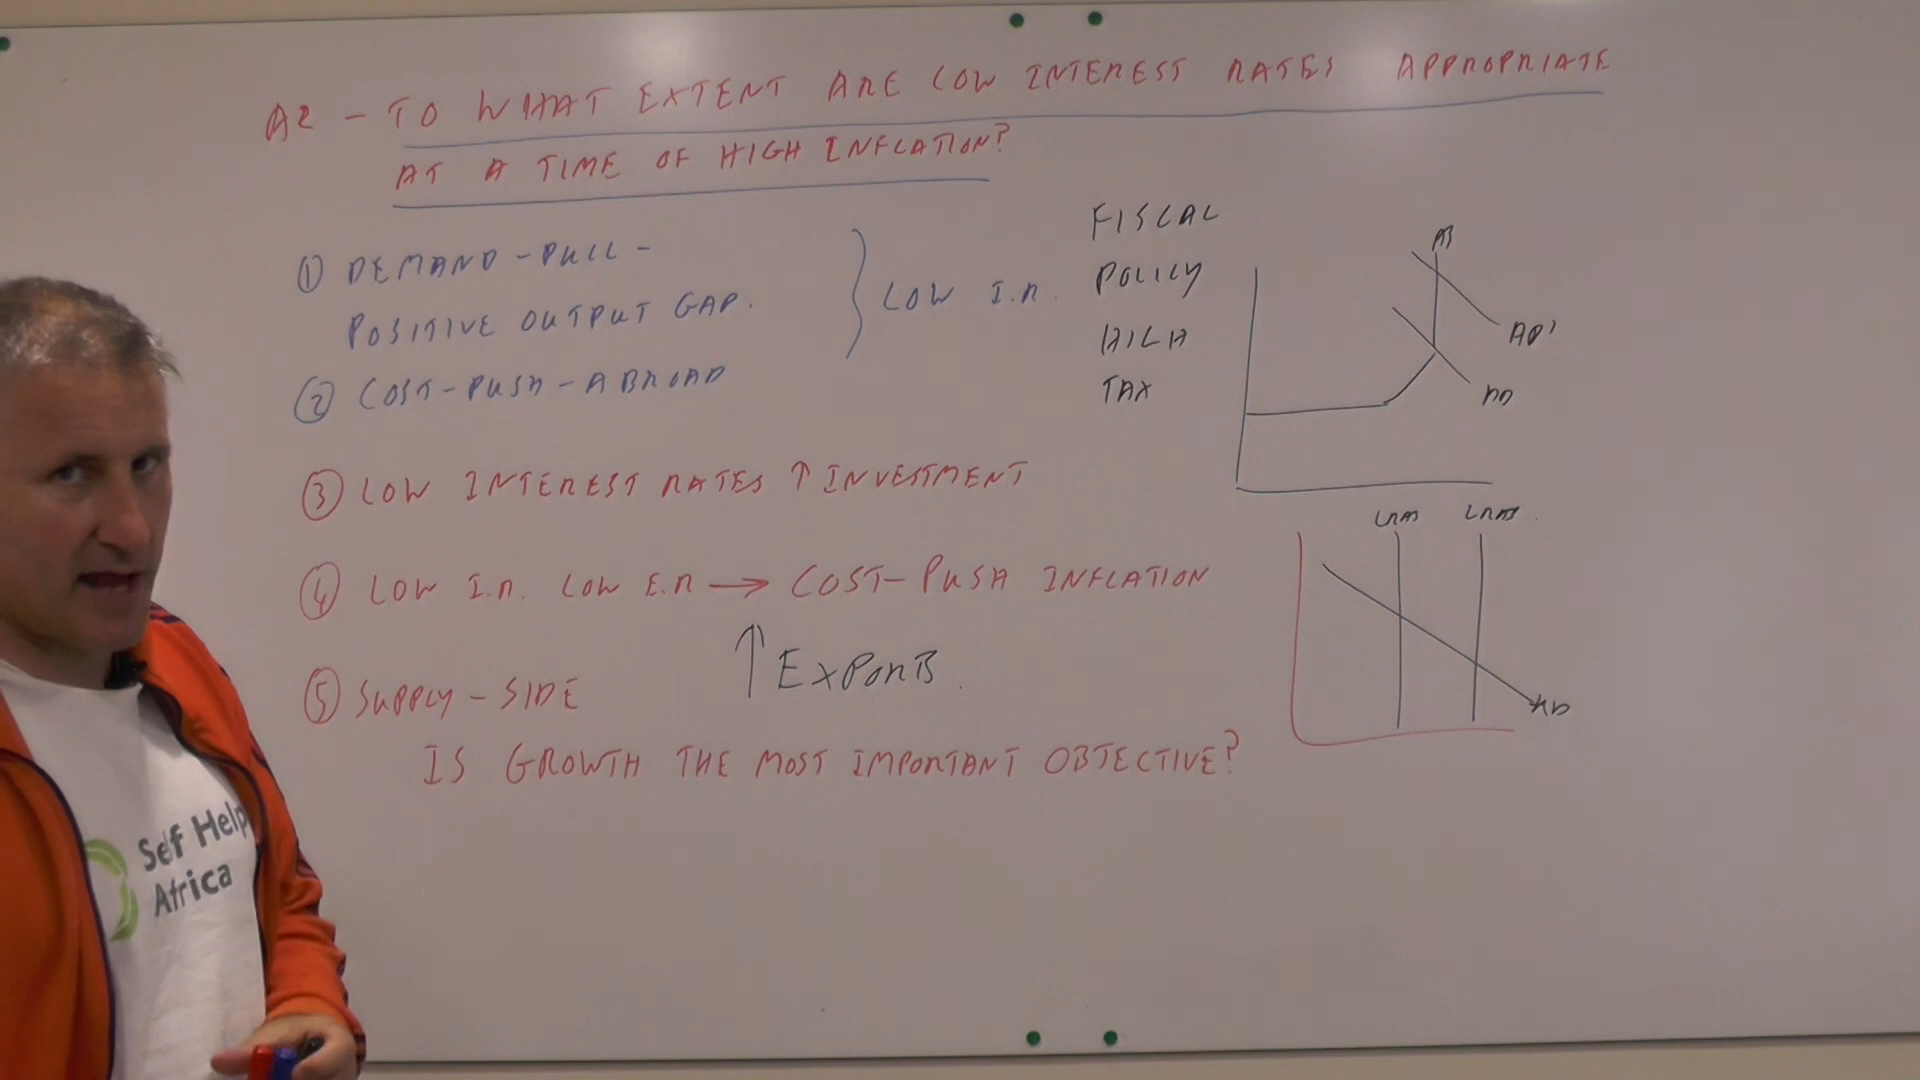 A2 - TO WHAT EXTENT ARE LOW INTEREST RATES APPROPRIATE
AT A TIME OF HIGH INFLATION?
① DEMAND-PULL-
POSITIVE OUTPUT GAP.
② COST-PUSH-ABROAD
LOW I.R.
FISCAL
POLICY
HIGH
TAX
AS
AD'
AD
③ LOW INTEREST RATES ↑ INVESTMENT
④ LOW I.R. LOW E.R → COST-PUSH INFLATION
↑ EXPORTS.
⑤ SUPPLY-SIDE
IS GROWTH THE MOST IMPORTANT OBJECTIVE?
LRAS
LRAS'
AD
Self Help
Africa